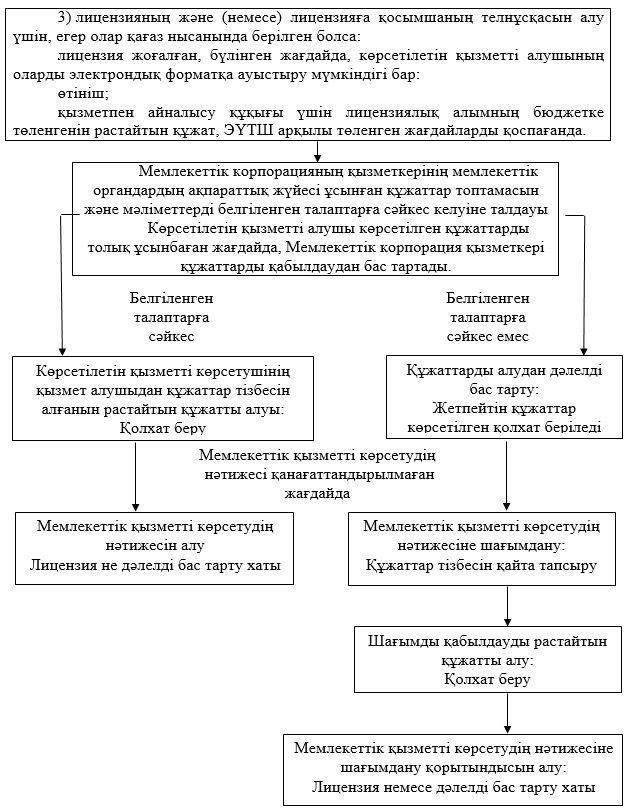 3) лицензияның және (немесе) лицензияға қосымшаның телнұсқасын алу
үшін, егер олар қағаз нысанында берілген болса:
лицензия жоғалған, бүлінген жағдайда, көрсетілетін қызметті алушының
оларды электрондық форматқа ауыстыру мүмкіндігі бар:
өтініш;
қызметпен айналысу құқығы үшін лицензиялық алымның бюджетке
төленгенін растайтын құжат, ЭҮТШ арқылы төленген жағдайларды қоспағанда.
Мемлекеттік корпорацияның қызметкерінің мемлекеттік
органдардың ақпараттық жүйесі ұсынған құжаттар топтамасын
және мәліметтерді белгіленген талаптарға сәйкес келуіне талдауы
Көрсетілетін қызметті алушы көрсетілген құжаттарды
толық ұсынбаған жағдайда, Мемлекеттік корпорация қызметкері
құжаттарды қабылдаудан бас тартады.
Белгіленген
талаптарға
сәйкес
Белгіленген
талаптарға
сәйкес емес
Көрсетілетін қызметті көрсетушінің
қызмет алушыдан құжаттар тізбесін
алғанын растайтын құжатты алуы:
Қолхат беру
Құжаттарды алудан дәлелді
бас тарту:
Жетпейтін құжаттар
көрсетілген қолхат беріледі
Мемлекеттік қызметті көрсетудің
нәтижесі қанағаттандырылмаған
жағдайда
Мемлекеттік қызметті көрсетудің
нәтижесін алу
Лицензия не дәлелді бас тарту хаты
Мемлекеттік қызметті көрсетудің
нәтижесіне шағымдану:
Құжаттар тізбесін қайта тапсыру
Шағымды қабылдауды растайтын
құжатты алу:
Қолхат беру
Мемлекеттік қызметті көрсетудің нәтижесіне
шағымдану қорытындысын алу:
Лицензия немесе дәлелді бас тарту хаты